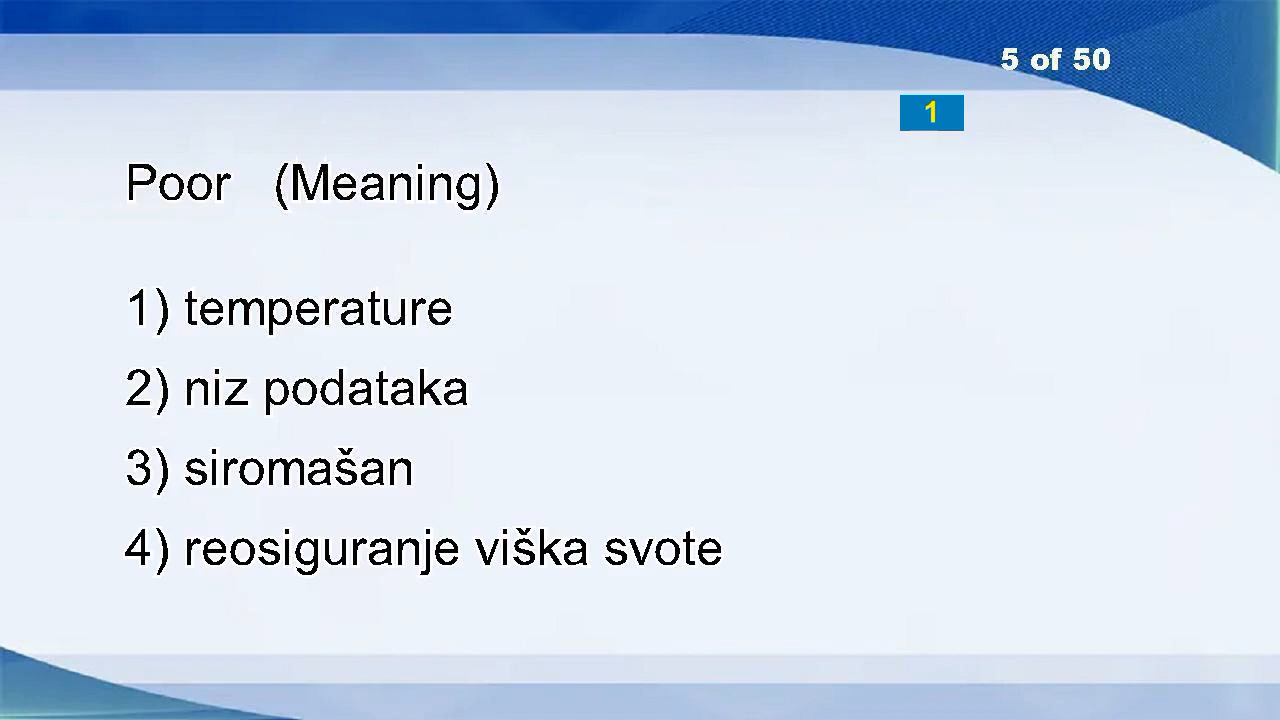 5 of 50
1
Poor (Meaning)
1) temperature
2) niz podataka
3) siromašan
4) reosiguranje viška svote